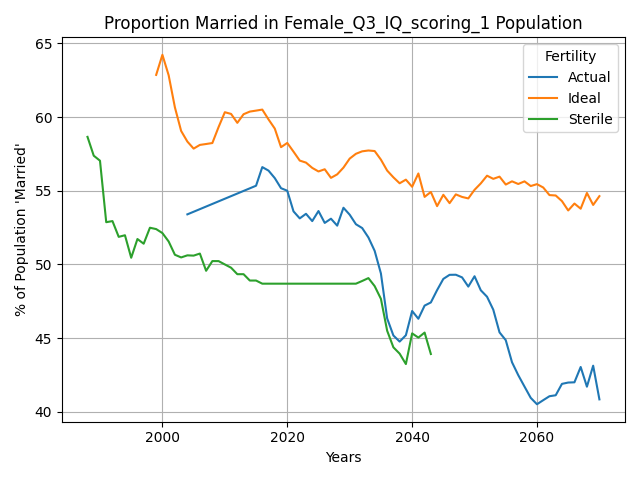 Proportion Married in Female_Q3_IQ_scoring_1 Population
% of Population 'Married'
65
60
55
50
45
40
Fertility
Actual
Ideal
Sterile
2000 2020 2040 2060
Years